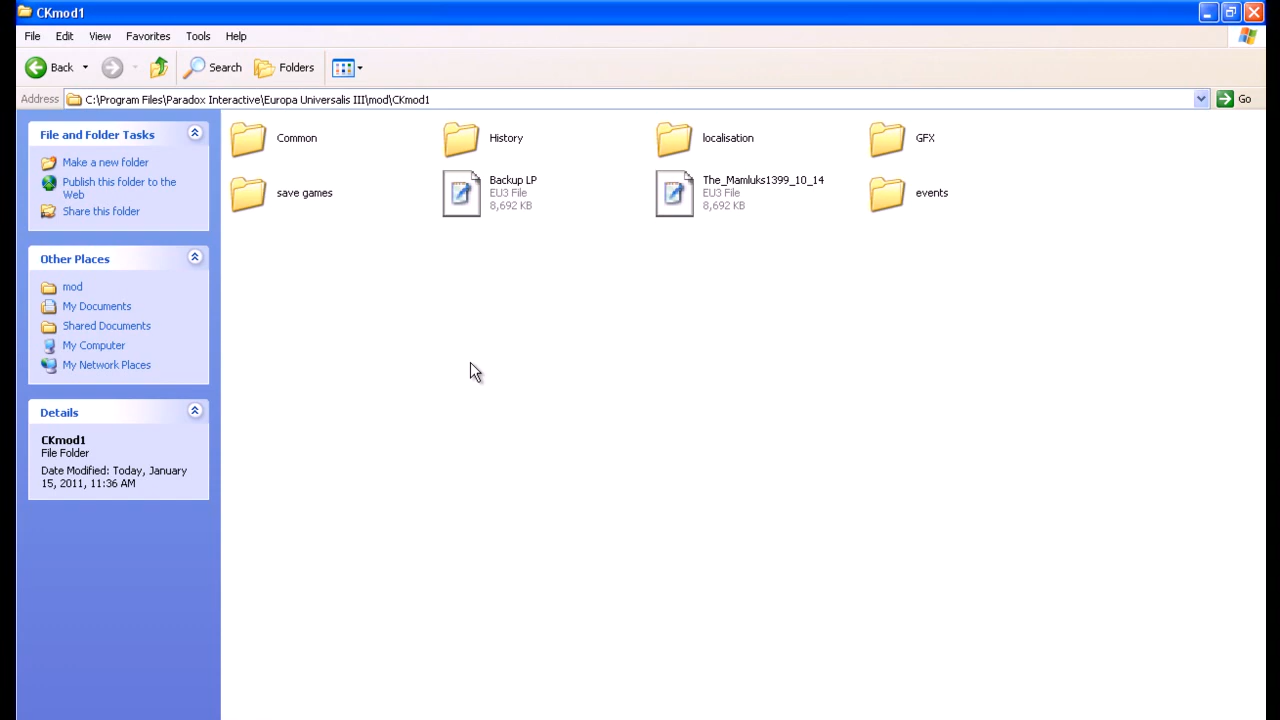 CKmod1
File Edit View Favorites Tools Help
Back Search Folders
Address C:\Program Files\Paradox Interactive\Europa Universalis III\mod\CKmod1 Go
File and Folder Tasks
Make a new folder
Publish this folder to the
Web
Share this folder
Other Places
mod
My Documents
Shared Documents
My Computer
My Network Places
Details
CKmod1
File Folder
Date Modified: Today, January
15, 2011, 11:36 AM
Common
History
localisation
GFX
save games
Backup LP
EU3 File
8,692 KB
The_Mamluks1399_10_14
EU3 File
8,692 KB
events